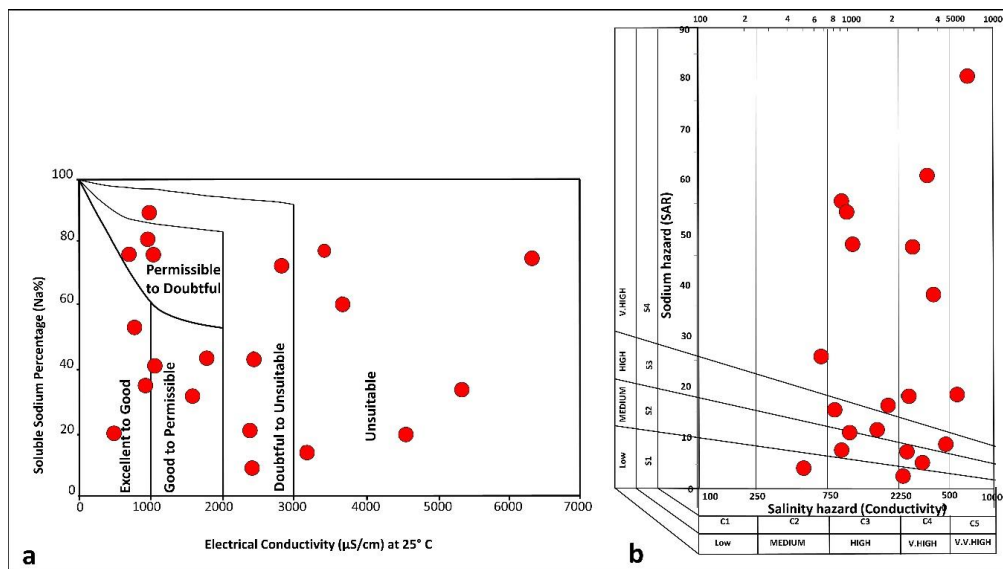 100
80
60
40
20
0
Soluble Sodium Percentage (Na%)
Permissible
to Doubtful
Excellent to Good
Good to Permissible
Doubtful to Unsuitable
Unsuitable
1000
2000
3000
4000
5000
6000
7000
Electrical Conductivity (µS/cm) at 25° C
a
100 2 4 6 8 1000 2 4 5000 1000
90
80
70
60
50
40
30
20
10
0
Sodium hazard (SAR)
V.HIGH S4
HIGH S3
MEDIUM S2
Low S1
100 250 750 2250 500 1000
0
Salinity hazard (Conductivity)
C1 C2 C3 C4 C5
Low MEDIUM HIGH V.HIGH V.V.HIGH
b